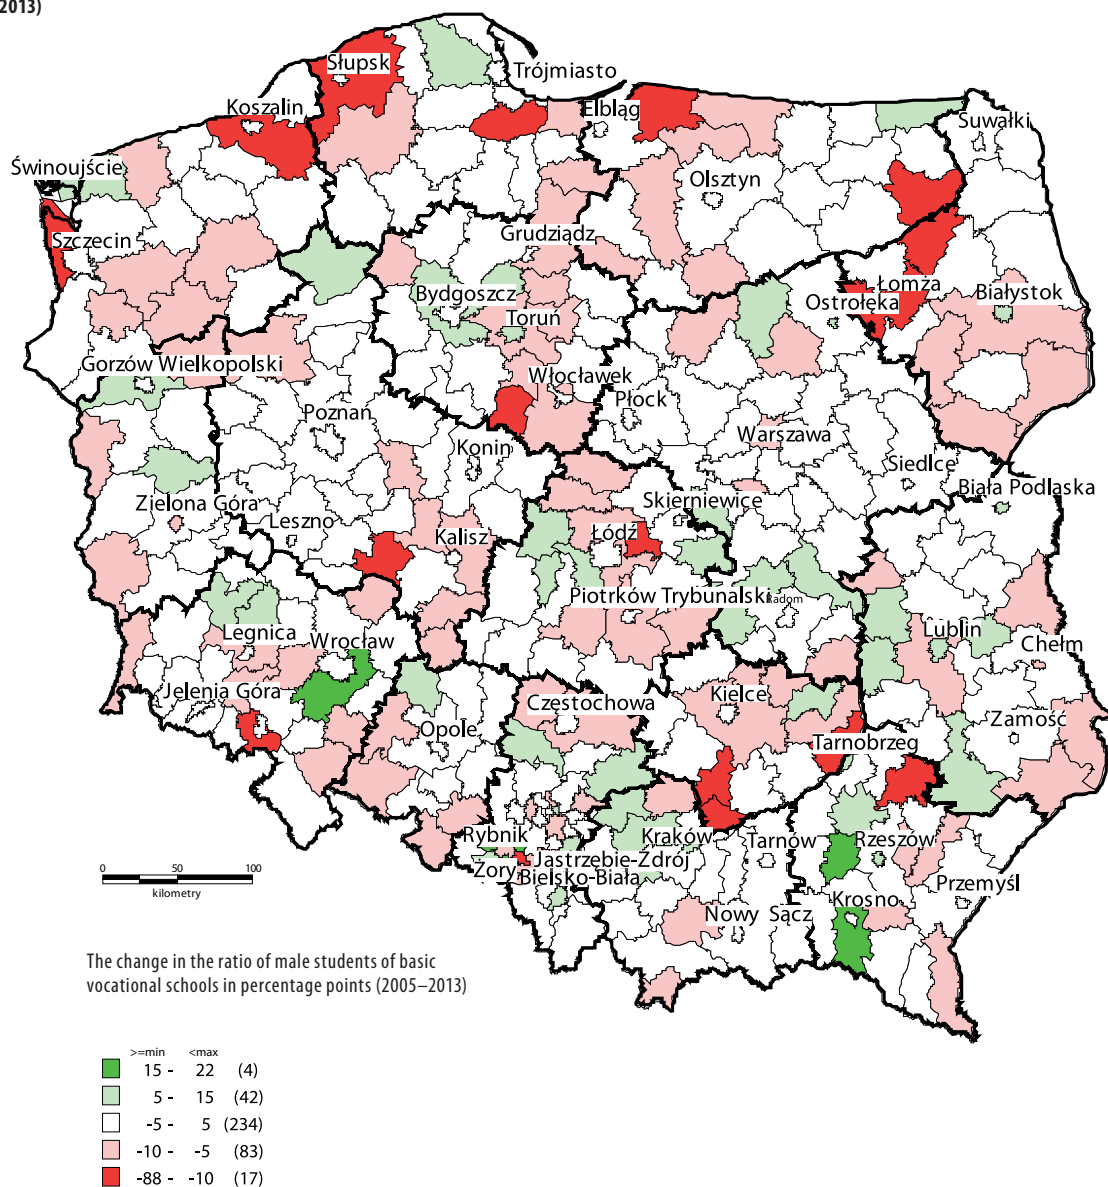 2013)
Słupsk
Trójmiasto
Koszalin
Elbląg
Suwałki
Świnoujście
Olsztyn
Szczecin
Grudziądz
Łomża
Bydgoszcz
Ostrołęka
Białystok
Toruń
Gorzów Wielkopolski
Włocławek
Płock
Poznań
Warszawa
Konin
Siedlce
Biała Podlaska
Zielona Góra
Skierniewice
Leszno
Łódź
Kalisz
Piotrków Trybunalski
Radom
Legnica
Wrocław
Lublin
Chełm
Jelenia Góra
Kielce
Częstochowa
Zamość
Opole
Tarnobrzeg
Rybnik
Kraków
Tarnów
Rzeszów
Jastrzębie-Zdrój
Żory
Bielsko-Biała
Przemyśl
Krosno
Nowy Sącz
0 50 100
kilometry
The change in the ratio of male students of basic
vocational schools in percentage points (2005–2013)
>=min <max
15 - 22 (4)
5 - 15 (42)
-5 - 5 (234)
-10 - -5 (83)
-88 - -10 (17)